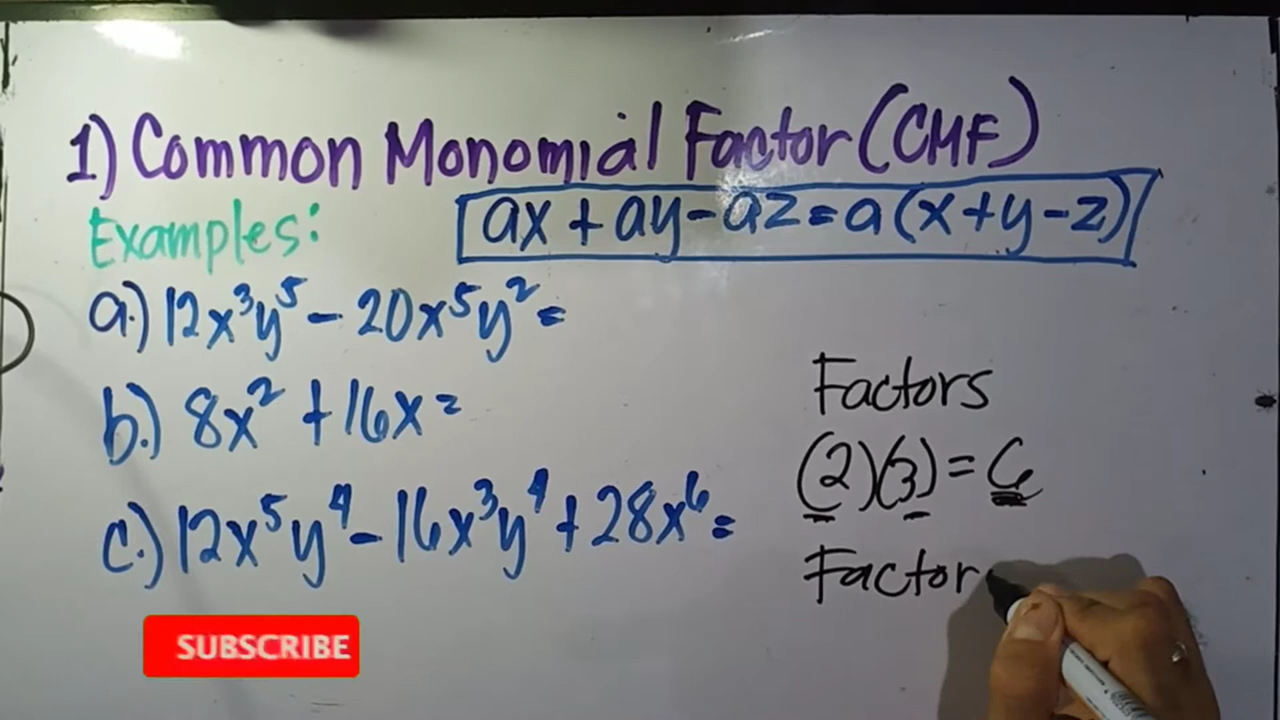 1) Common Monomial Factor (CMF)
Examples:
ax + ay - az = a(x + y - z)
a.) 12x³y⁵ - 20x⁵y² =
b.) 8x² + 16x =
c.) 12x⁵y⁴ - 16x³y⁴ + 28x⁶ =
Factors
(2)(3) = 6
Factor
SUBSCRIBE